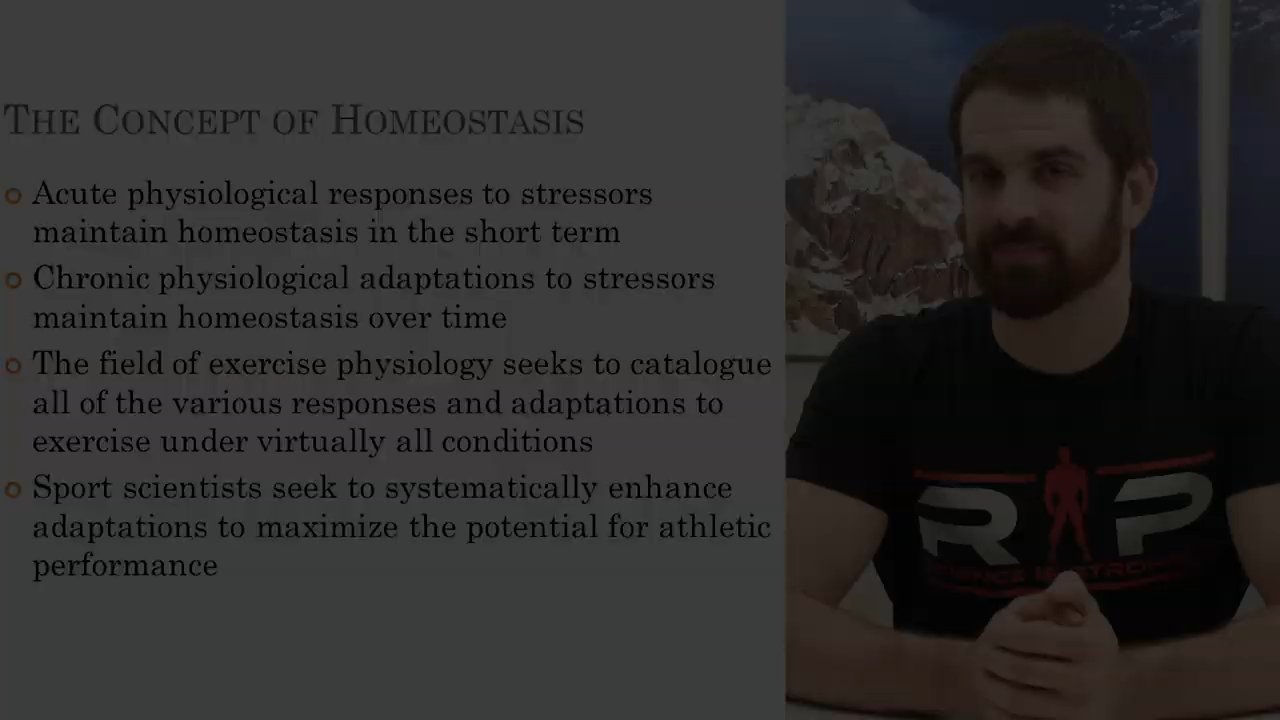 The Concept of Homeostasis
Acute physiological responses to stressors
maintain homeostasis in the short term
Chronic physiological adaptations to stressors
maintain homeostasis over time
The field of exercise physiology seeks to catalogue
all of the various responses and adaptations to
exercise under virtually all conditions
Sport scientists seek to systematically enhance
adaptations to maximize the potential for athletic
performance
R P